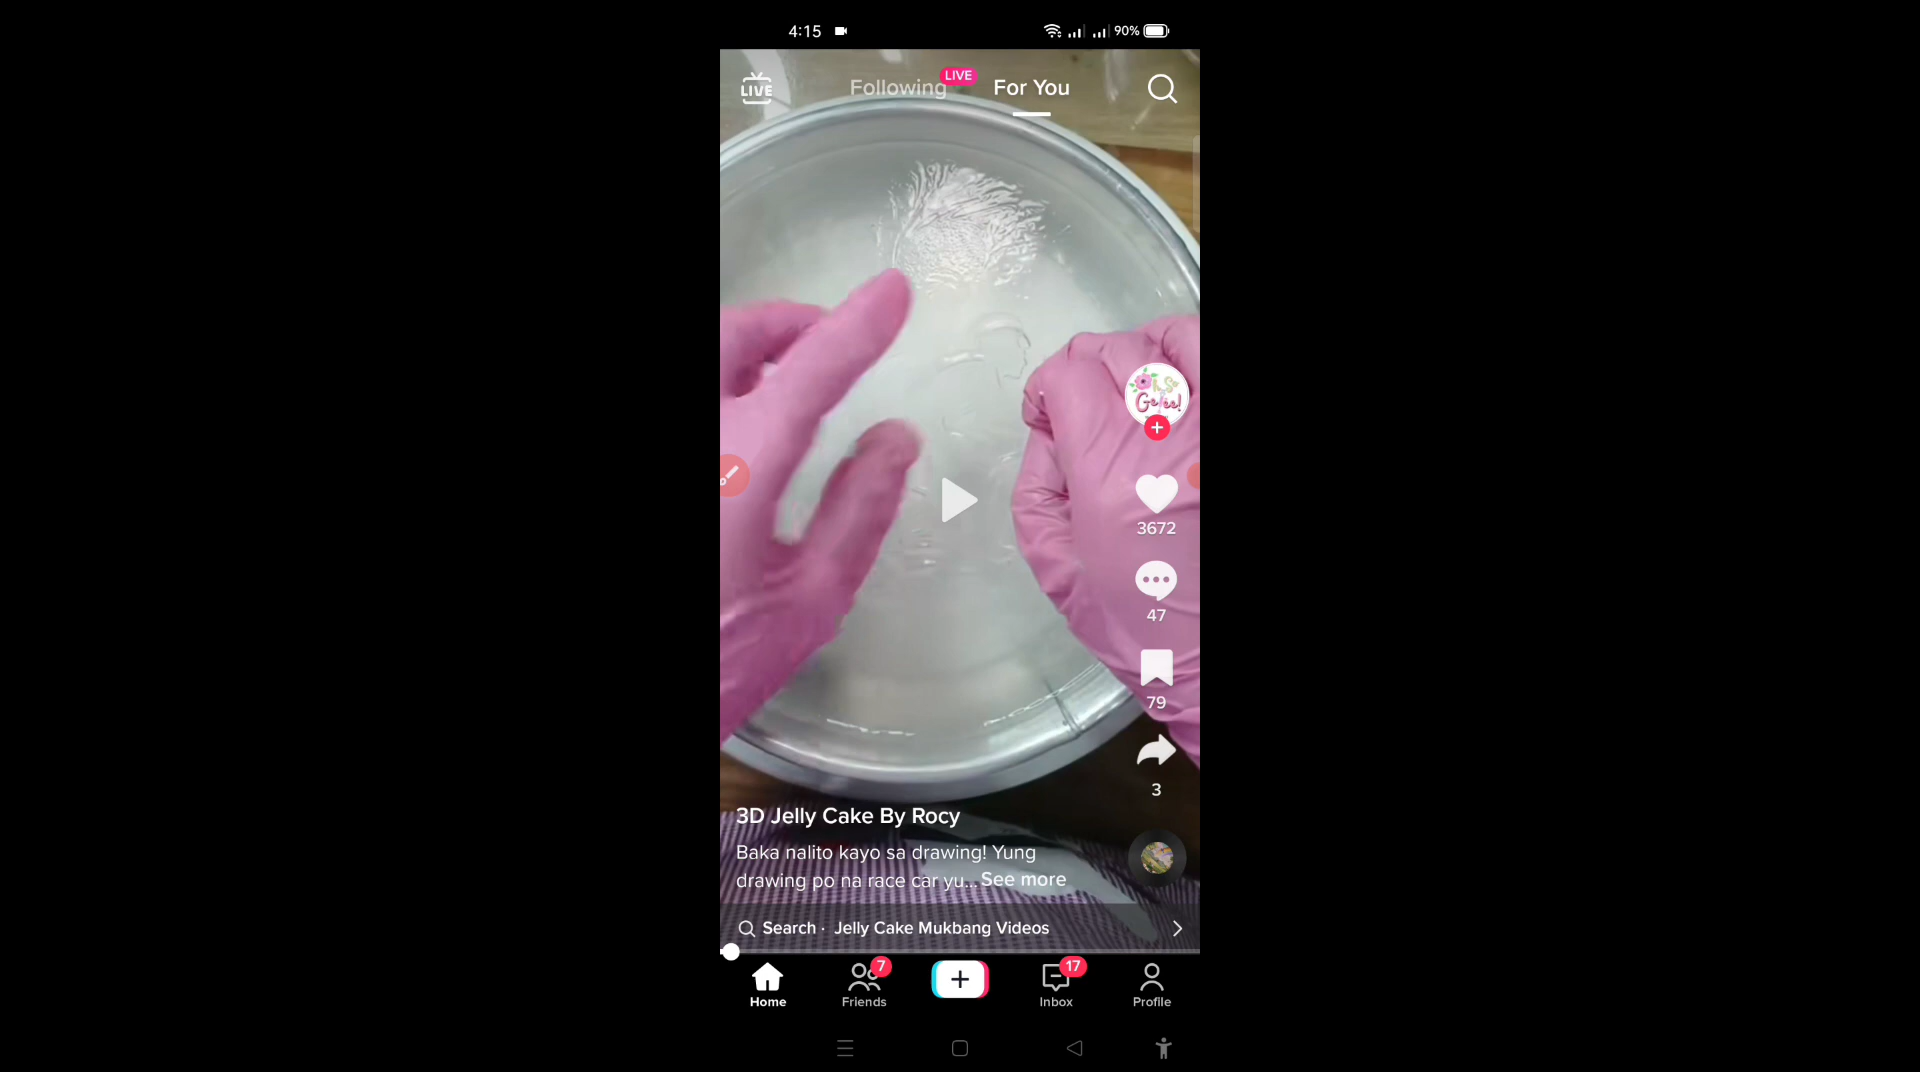 4:15
90%
LIVE
Following
LIVE
For You
3672
47
79
3
3D Jelly Cake By Rocy
Baka nalito kayo sa drawing! Yung
drawing po na race car yu... See more
Search · Jelly Cake Mukbang Videos
7
17
Home
Friends
Inbox
Profile